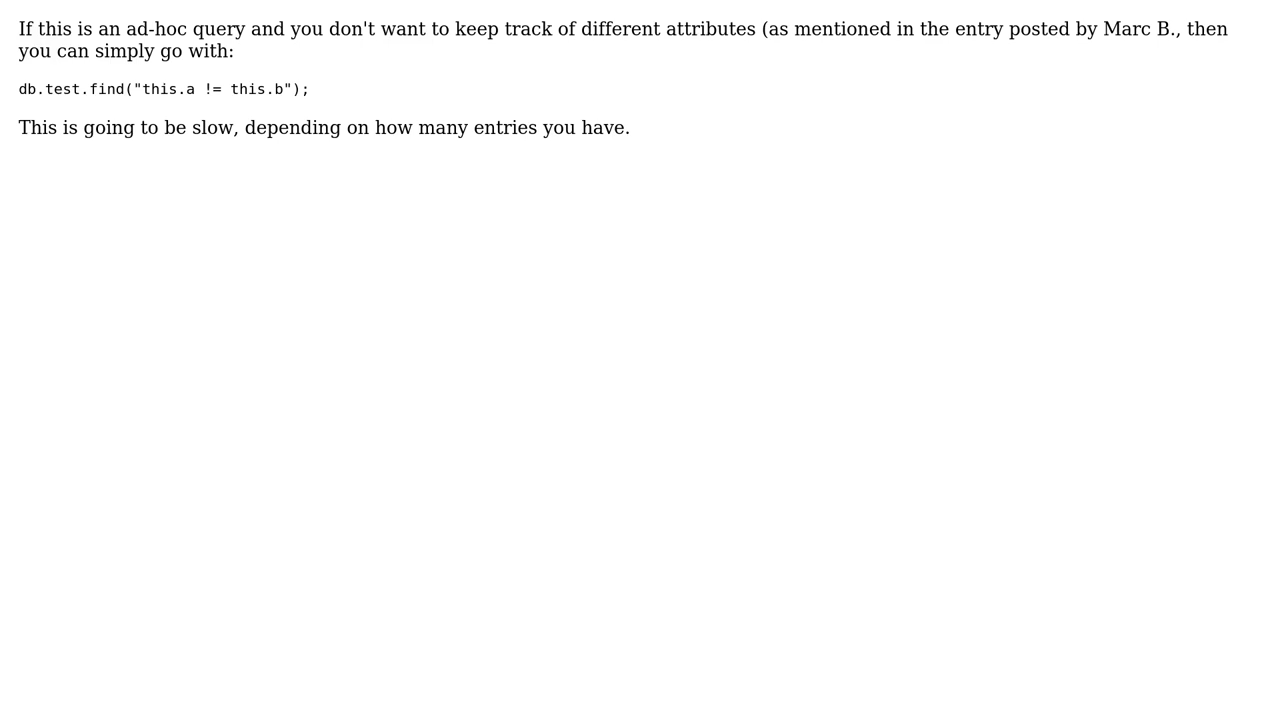 If this is an ad-hoc query and you don't want to keep track of different attributes (as mentioned in the entry posted by Marc B., then
you can simply go with:
db.test.find("this.a != this.b");
This is going to be slow, depending on how many entries you have.